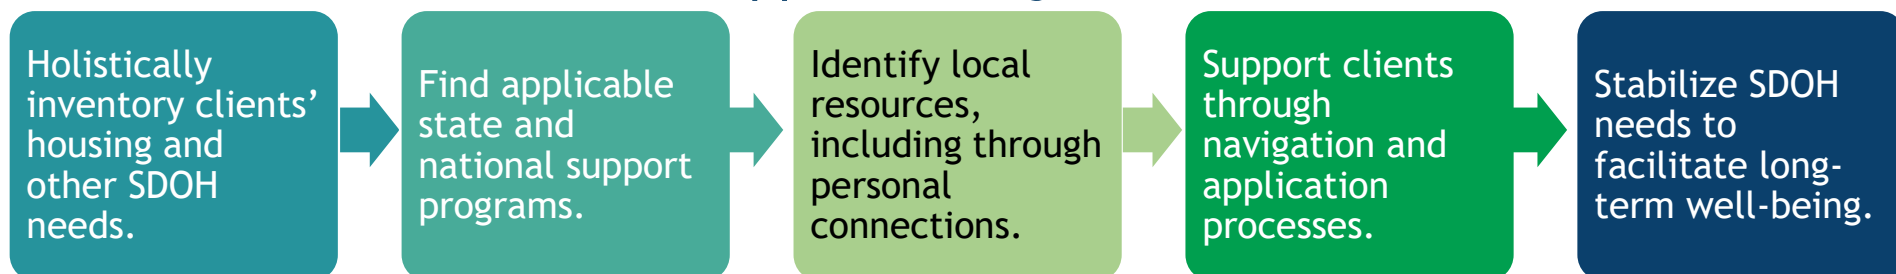 Holistically
inventory clients’
housing and
other SDOH
needs.
Find applicable
state and
national support
programs.
Identify local
resources,
including through
personal
connections.
Support clients
through
navigation and
application
processes.
Stabilize SDOH
needs to
facilitate long-
term well-being.